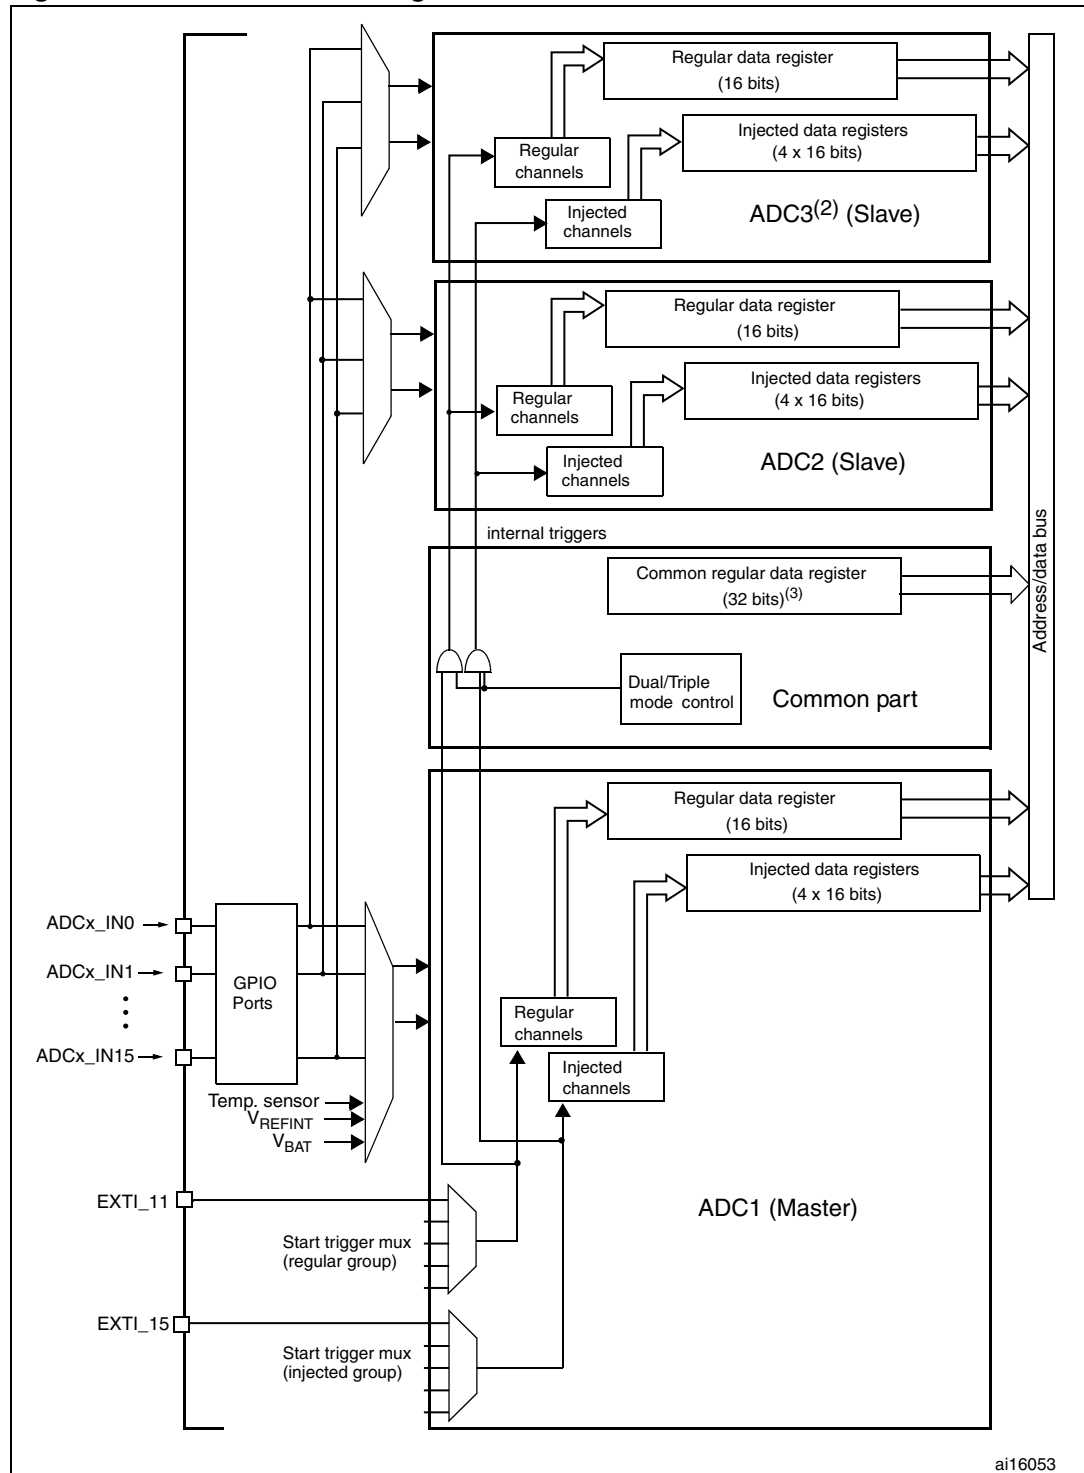 Regular data register
(16 bits)
Injected data registers
(4 x 16 bits)
Regular
channels
Injected
channels
ADC3(2) (Slave)
Regular data register
(16 bits)
Injected data registers
(4 x 16 bits)
Regular
channels
Injected
channels
ADC2 (Slave)
internal triggers
Common regular data register
(32 bits)(3)
Dual/Triple
mode control
Common part
Address/data bus
Regular data register
(16 bits)
Injected data registers
(4 x 16 bits)
ADCx_IN0
ADCx_IN1
ADCx_IN15
GPIO
Ports
Regular
channels
Injected
channels
Temp. sensor
VREFINT
VBAT
EXTI_11
Start trigger mux
(regular group)
ADC1 (Master)
EXTI_15
Start trigger mux
(injected group)
ai16053